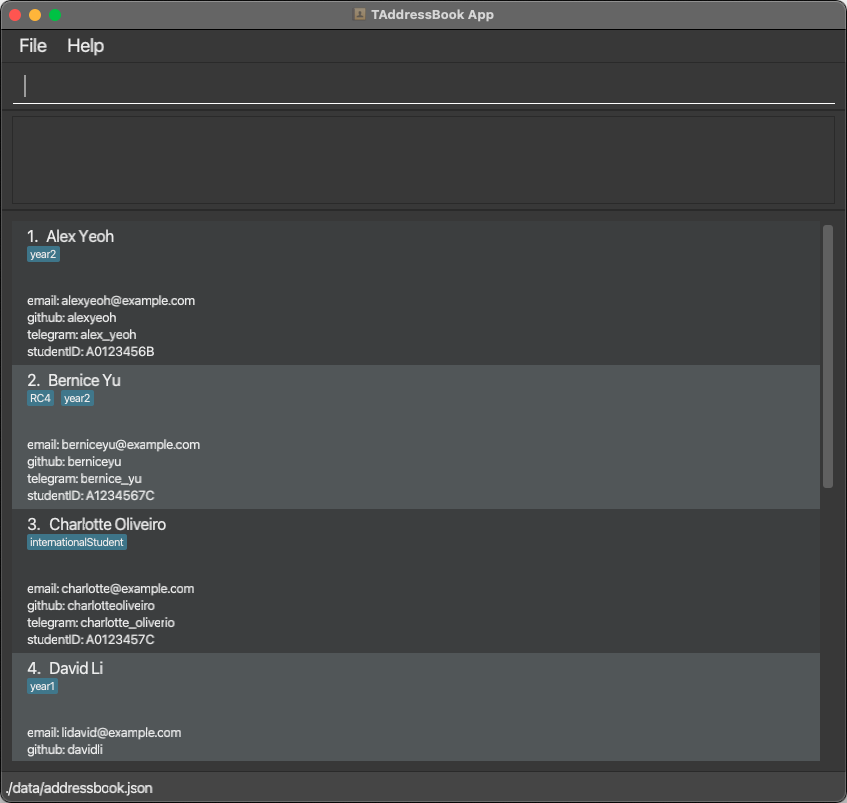 TAddressBook App
File Help
1. Alex Yeoh
year2
email: alexyeoh@example.com
github: alexyeoh
telegram: alex_yeoh
studentID: A0123456B
2. Bernice Yu
RC4 year2
email: berniceyu@example.com
github: berniceyu
telegram: bernice_yu
studentID: A1234567C
3. Charlotte Oliveiro
internationalStudent
email: charlotte@example.com
github: charlotteoliveiro
telegram: charlotte_oliverio
studentID: A0123457C
4. David Li
year1
email: lidavid@example.com
github: davidli
./data/addressbook.json